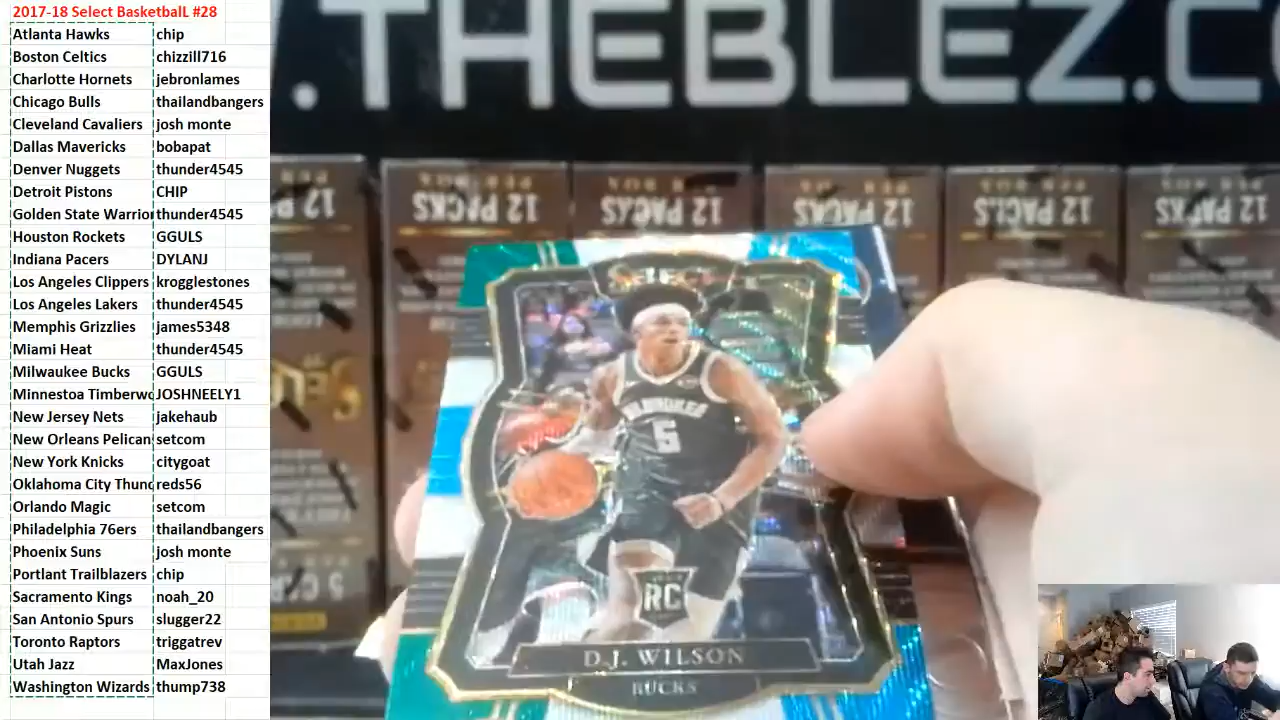 2017-18 Select BasketbalL #28
Atlanta Hawks chip
Boston Celtics chizzill716
Charlotte Hornets jebronlames
Chicago Bulls thailandbangers
Cleveland Cavaliers josh monte
Dallas Mavericks bobapat
Denver Nuggets thunder4545
Detroit Pistons CHIP
Golden State Warrior thunder4545
Houston Rockets GGULS
Indiana Pacers DYLANJ
Los Angeles Clippers krogglestones
Los Angeles Lakers thunder4545
Memphis Grizzlies james5348
Miami Heat thunder4545
Milwaukee Bucks GGULS
Minnestoa Timberwo JOSHNEELY1
New Jersey Nets jakehaub
New Orleans Pelican setcom
New York Knicks citygoat
Oklahoma City Thund reds56
Orlando Magic setcom
Philadelphia 76ers thailandbangers
Phoenix Suns josh monte
Portlant Trailblazers chip
Sacramento Kings noah_20
San Antonio Spurs slugger22
Toronto Raptors triggatrev
Utah Jazz MaxJones
Washington Wizards thump738
.THEBLEZ.C
PER BOX
12 PACKS
12 PACKS
12 PACKS
12 PACKS
12 PACKS
SELECT
MILWAUKEE
5
RC
D.J. WILSON
BUCKS